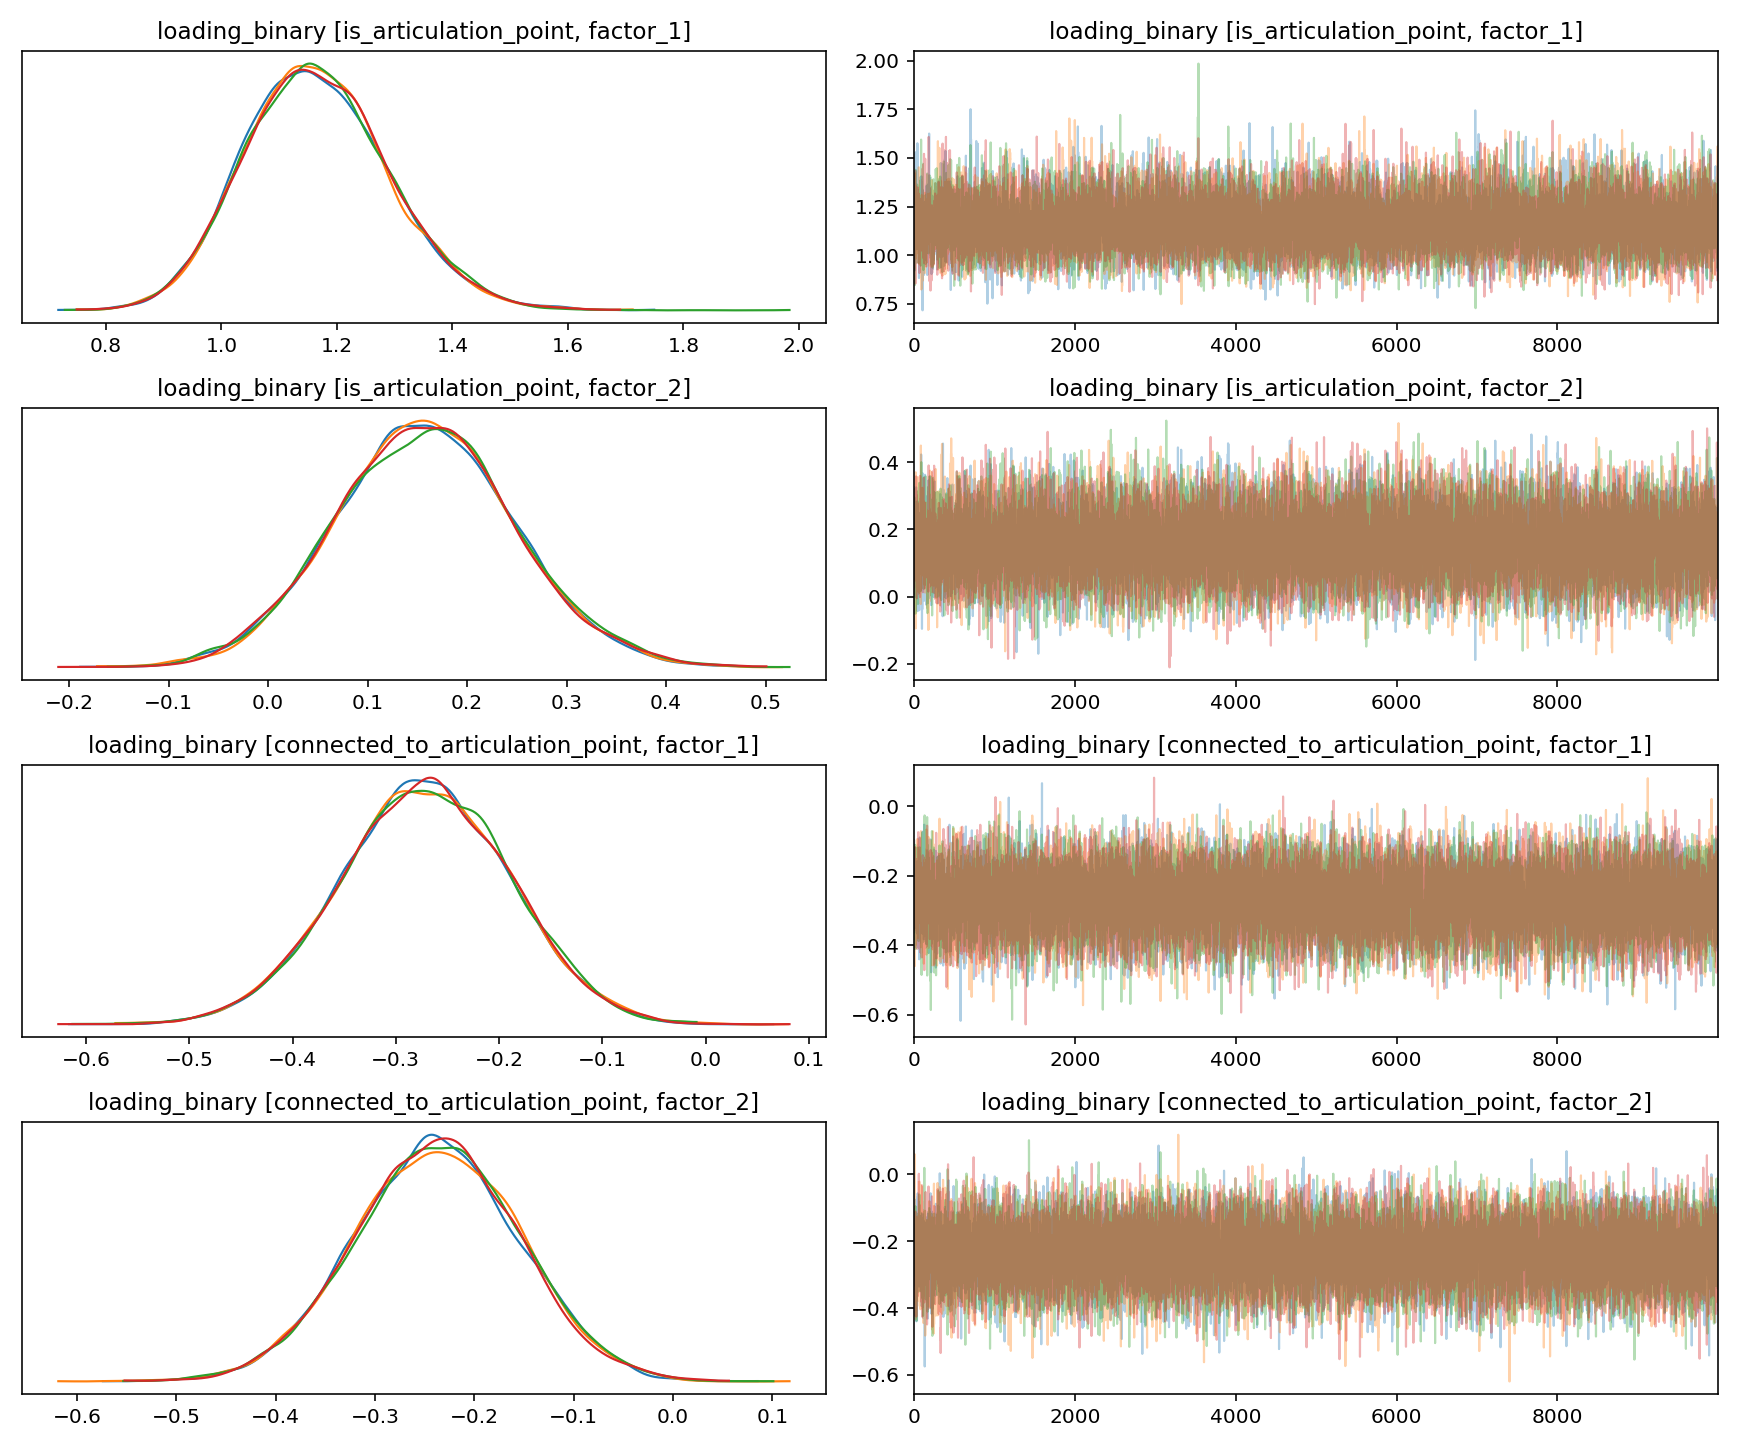 loading_binary [is_articulation_point, factor_1]
loading_binary [is_articulation_point, factor_1]
2.00
1.75
1.50
1.25
1.00
0.75
0.8 1.0 1.2 1.4 1.6 1.8 2.0
0 2000 4000 6000 8000
loading_binary [is_articulation_point, factor_2]
loading_binary [is_articulation_point, factor_2]
0.4
0.2
0.0
−0.2
−0.2 −0.1 0.0 0.1 0.2 0.3 0.4 0.5
0 2000 4000 6000 8000
loading_binary [connected_to_articulation_point, factor_1]
loading_binary [connected_to_articulation_point, factor_1]
0.0
−0.2
−0.4
−0.6
−0.6 −0.5 −0.4 −0.3 −0.2 −0.1 0.0 0.1
0 2000 4000 6000 8000
loading_binary [connected_to_articulation_point, factor_2]
loading_binary [connected_to_articulation_point, factor_2]
0.0
−0.2
−0.4
−0.6
−0.6 −0.5 −0.4 −0.3 −0.2 −0.1 0.0 0.1
0 2000 4000 6000 8000